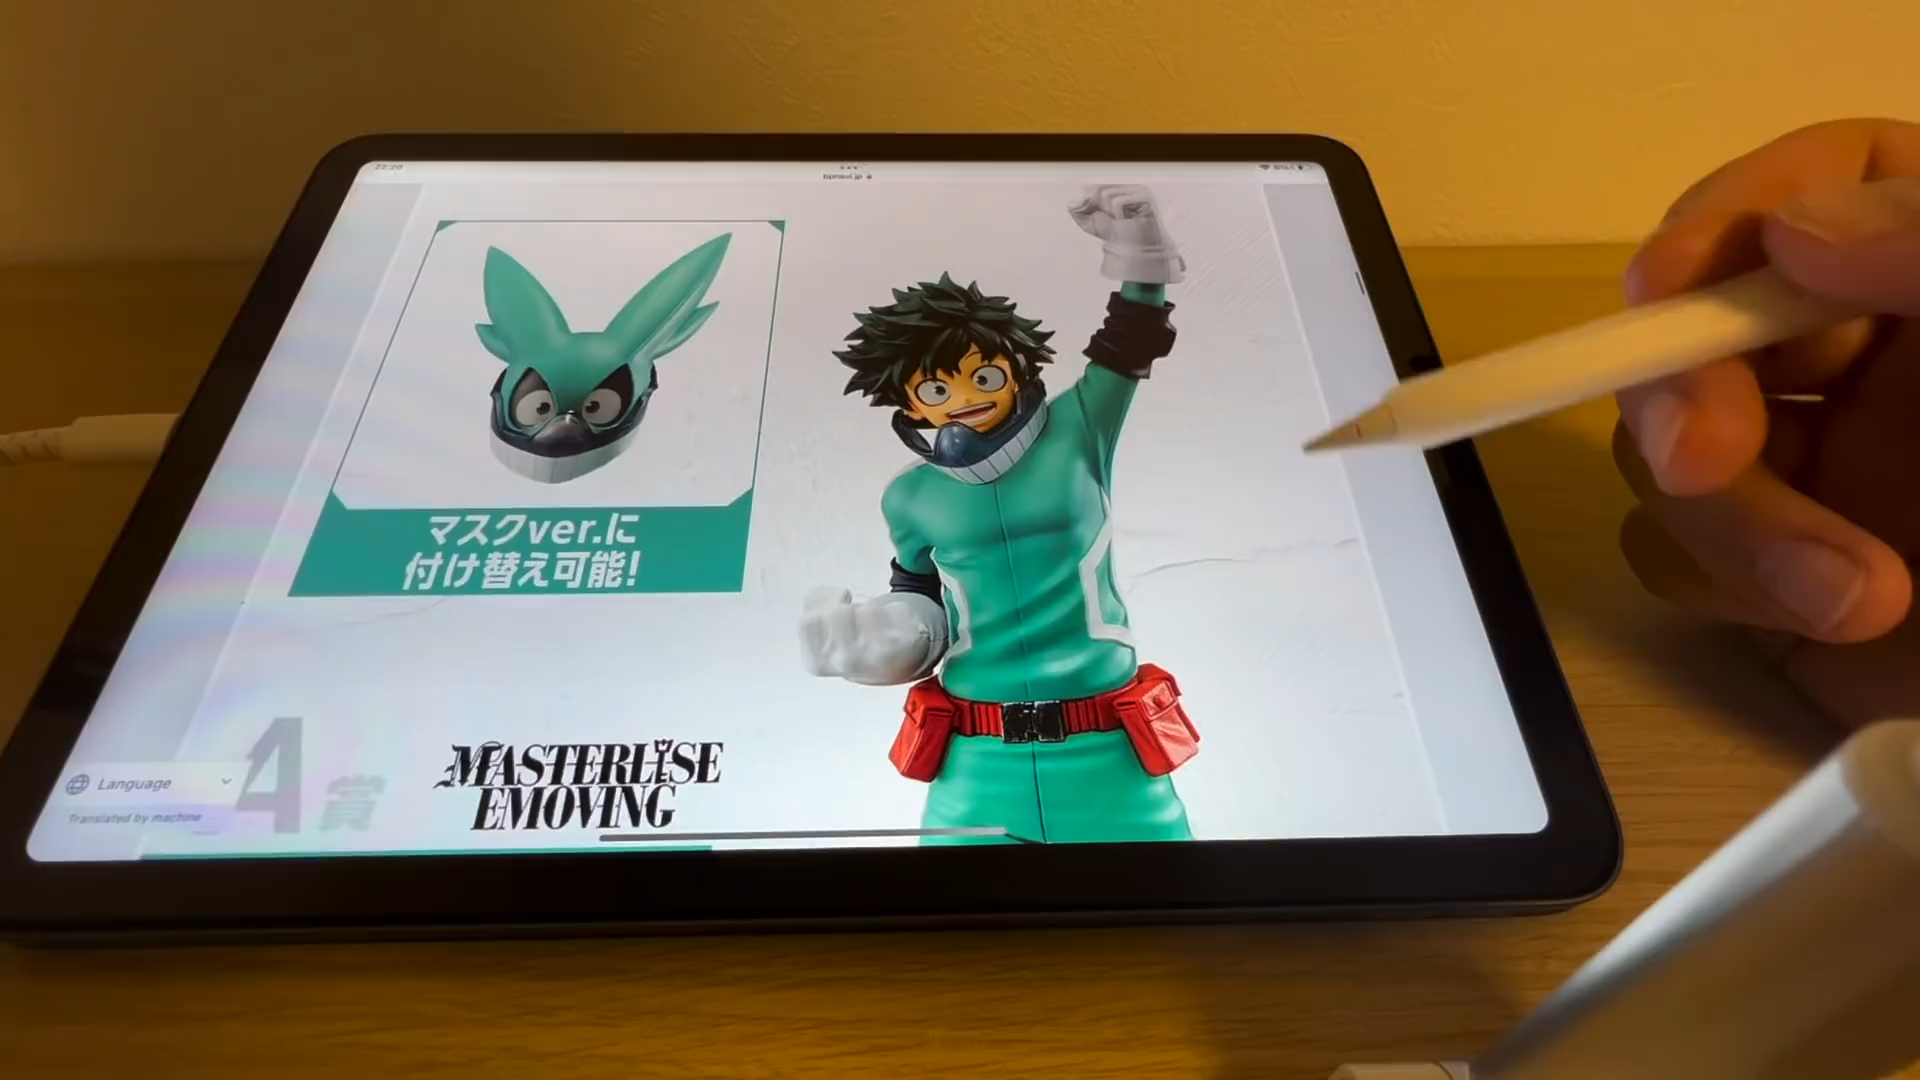 マスクver.に
付け替え可能!
A賞
MASTERLISE
EMOVING
Language
Translated by machine